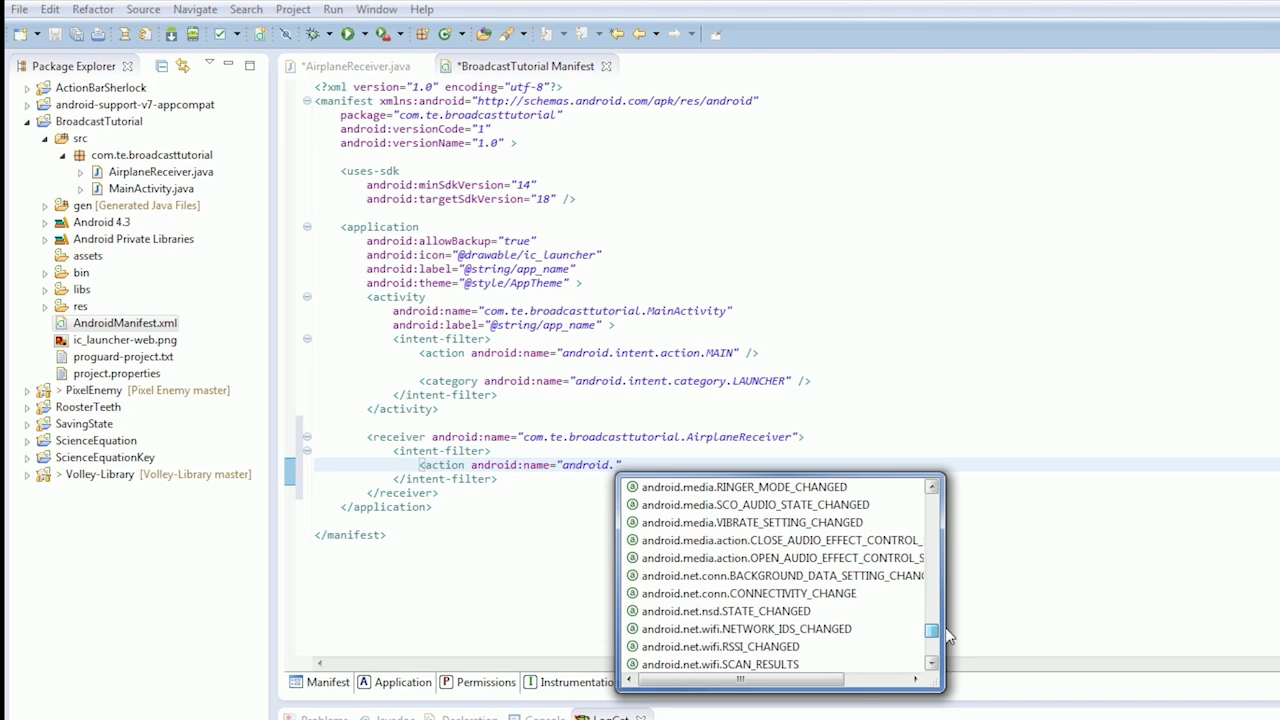 File Edit Refactor Source Navigate Search Project Run Window Help
Package Explorer
*AirplaneReceiver.java
*BroadcastTutorial Manifest
ActionBarSherlock
android-support-v7-appcompat
BroadcastTutorial
src
com.te.broadcasttutorial
AirplaneReceiver.java
MainActivity.java
gen [Generated Java Files]
Android 4.3
Android Private Libraries
assets
bin
libs
res
AndroidManifest.xml
ic_launcher-web.png
proguard-project.txt
project.properties
> PixelEnemy [Pixel Enemy master]
RoosterTeeth
SavingState
ScienceEquation
ScienceEquationKey
> Volley-Library [Volley-Library master]
<?xml version="1.0" encoding="utf-8"?>
<manifest xmlns:android="http://schemas.android.com/apk/res/android"
package="com.te.broadcasttutorial"
android:versionCode="1"
android:versionName="1.0" >
<uses-sdk
android:minSdkVersion="14"
android:targetSdkVersion="18" />
<application
android:allowBackup="true"
android:icon="@drawable/ic_launcher"
android:label="@string/app_name"
android:theme="@style/AppTheme" >
<activity
android:name="com.te.broadcasttutorial.MainActivity"
android:label="@string/app_name" >
<intent-filter>
<action android:name="android.intent.action.MAIN" />
<category android:name="android.intent.category.LAUNCHER" />
</intent-filter>
</activity>
<receiver android:name="com.te.broadcasttutorial.AirplaneReceiver">
<intent-filter>
<action android:name="android."
</intent-filter>
</receiver>
</application>
</manifest>
android.media.RINGER_MODE_CHANGED
android.media.SCO_AUDIO_STATE_CHANGED
android.media.VIBRATE_SETTING_CHANGED
android.media.action.CLOSE_AUDIO_EFFECT_CONTROL_
android.media.action.OPEN_AUDIO_EFFECT_CONTROL_S
android.net.conn.BACKGROUND_DATA_SETTING_CHANG
android.net.conn.CONNECTIVITY_CHANGE
android.net.nsd.STATE_CHANGED
android.net.wifi.NETWORK_IDS_CHANGED
android.net.wifi.RSSI_CHANGED
android.net.wifi.SCAN_RESULTS
Manifest
Application
Permissions
Instrumentatio
Problems
Javadoc
Declaration
Console
LogCat